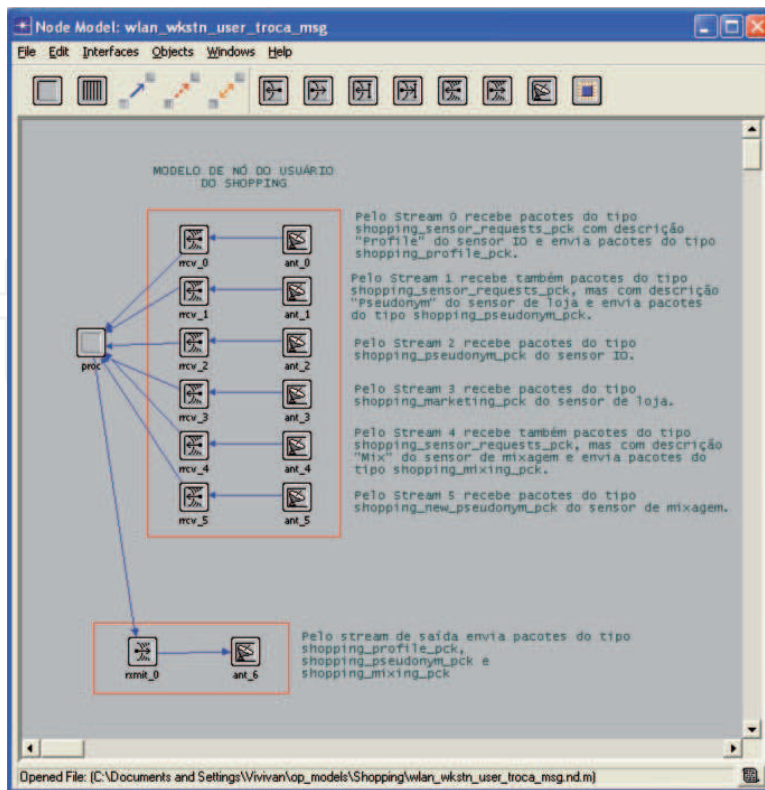 Node Model: wlan_wkstn_user_troca_msg
File Edit Interfaces Objects Windows Help
MODELO DE NÓ DO USUÁRIO
DO SHOPPING
Pelo Stream 0 recebe pacotes do tipo
shopping_sensor_requests_pck com descrição
"Profile" do sensor IO e envia pacotes do tipo
shopping_profile_pck.
rrcv_0 ant_0
Pelo Stream 1 recebe também pacotes do tipo
shopping_sensor_requests_pck, mas com descrição
"Pseudonym" do sensor de loja e envia pacotes
do tipo shopping_pseudonym_pck.
rrcv_1 ant_1
Pelo Stream 2 recebe pacotes do tipo
shopping_pseudonym_pck do sensor IO.
proc rrcv_2 ant_2
Pelo Stream 3 recebe pacotes do tipo
shopping_marketing_pck do sensor de loja.
rrcv_3 ant_3
Pelo Stream 4 recebe também pacotes do tipo
shopping_sensor_requests_pck, mas com descrição
"Mix" do sensor de mixagem e envia pacotes do
tipo shopping_mixing_pck.
rrcv_4 ant_4
Pelo Stream 5 recebe pacotes do tipo
shopping_new_pseudonym_pck do sensor de mixagem.
rrcv_5 ant_5
Pelo stream de saída envia pacotes do tipo
shopping_profile_pck,
shopping_pseudonym_pck e
shopping_mixing_pck
rxmit_0 ant_6
Opened File: (C:\Documents and Settings\Vivivan\op_models\Shopping\wlan_wkstn_user_troca_msg.nd.m)